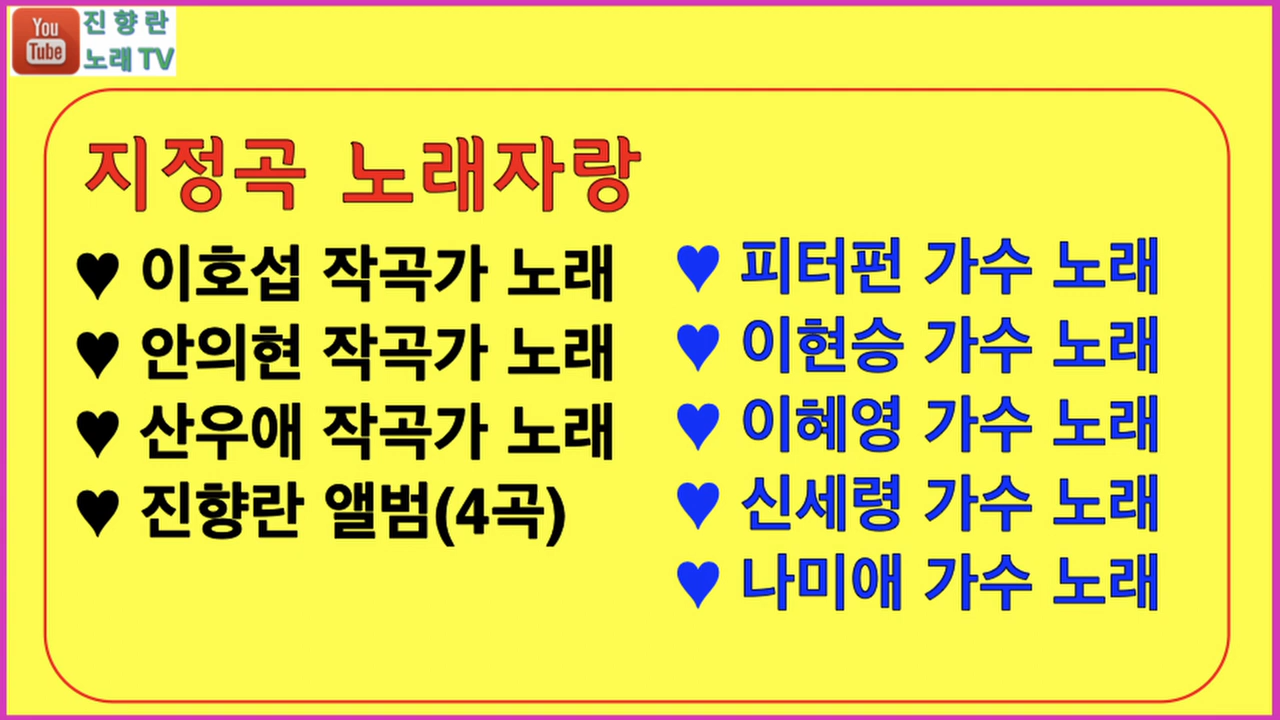 You
Tube
진향란
노래 TV
지정곡 노래자랑
♥ 이호섭 작곡가 노래
♥ 안의현 작곡가 노래
♥ 산우애 작곡가 노래
♥ 진향란 앨범(4곡)
♥ 피터펀 가수 노래
♥ 이현승 가수 노래
♥ 이혜영 가수 노래
♥ 신세령 가수 노래
♥ 나미애 가수 노래